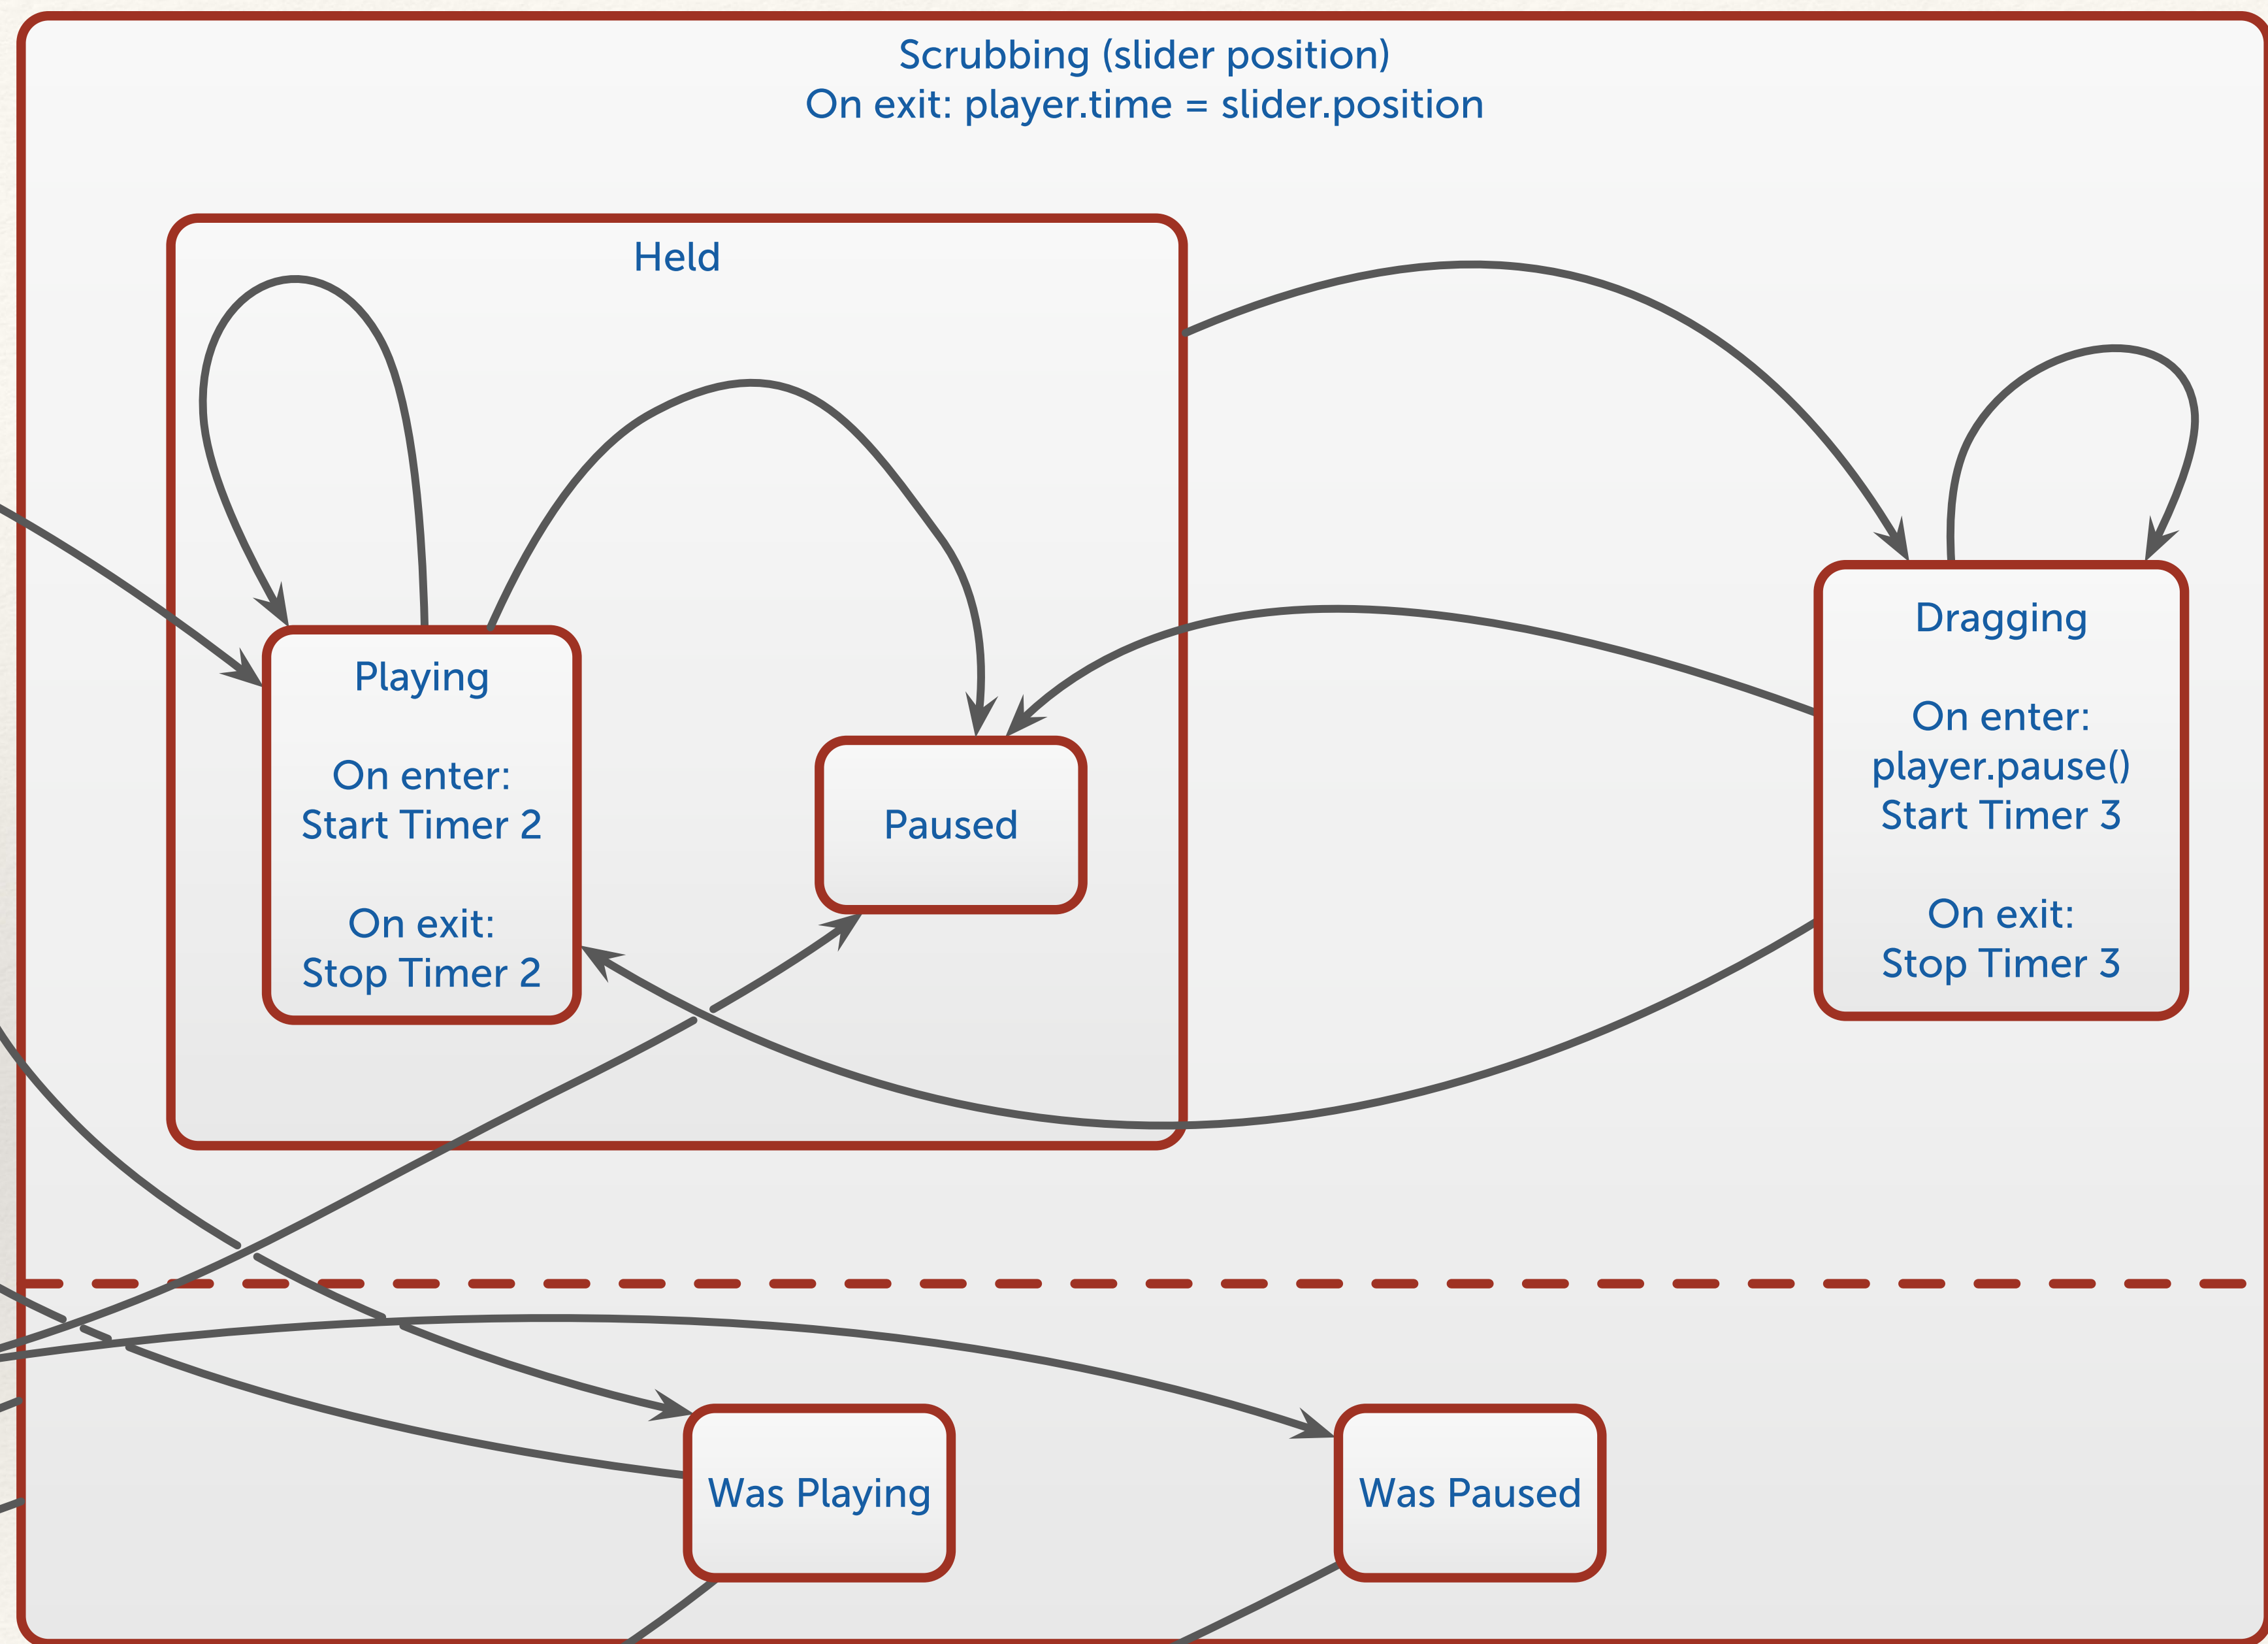 Scrubbing (slider position)
On exit: player.time = slider.position
Held
Playing
On enter:
Start Timer 2
On exit:
Stop Timer 2
Paused
Dragging
On enter:
player.pause()
Start Timer 3
On exit:
Stop Timer 3
Was Playing
Was Paused